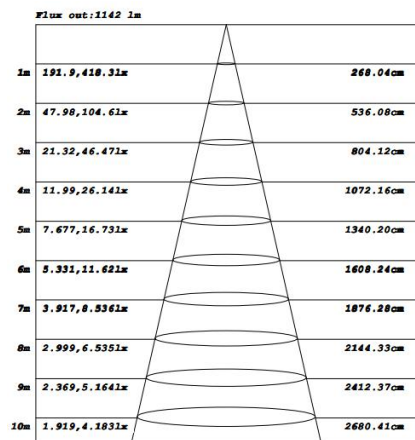 Flux out:1142 lm
1m 191.9,418.3lx 268.04cm
2m 47.98,104.6lx 536.08cm
3m 21.32,46.47lx 804.12cm
4m 11.99,26.14lx 1072.16cm
5m 7.677,16.73lx 1340.20cm
6m 5.331,11.62lx 1608.24cm
7m 3.917,8.536lx 1876.28cm
8m 2.999,6.535lx 2144.33cm
9m 2.369,5.164lx 2412.37cm
10m 1.919,4.183lx 2680.41cm